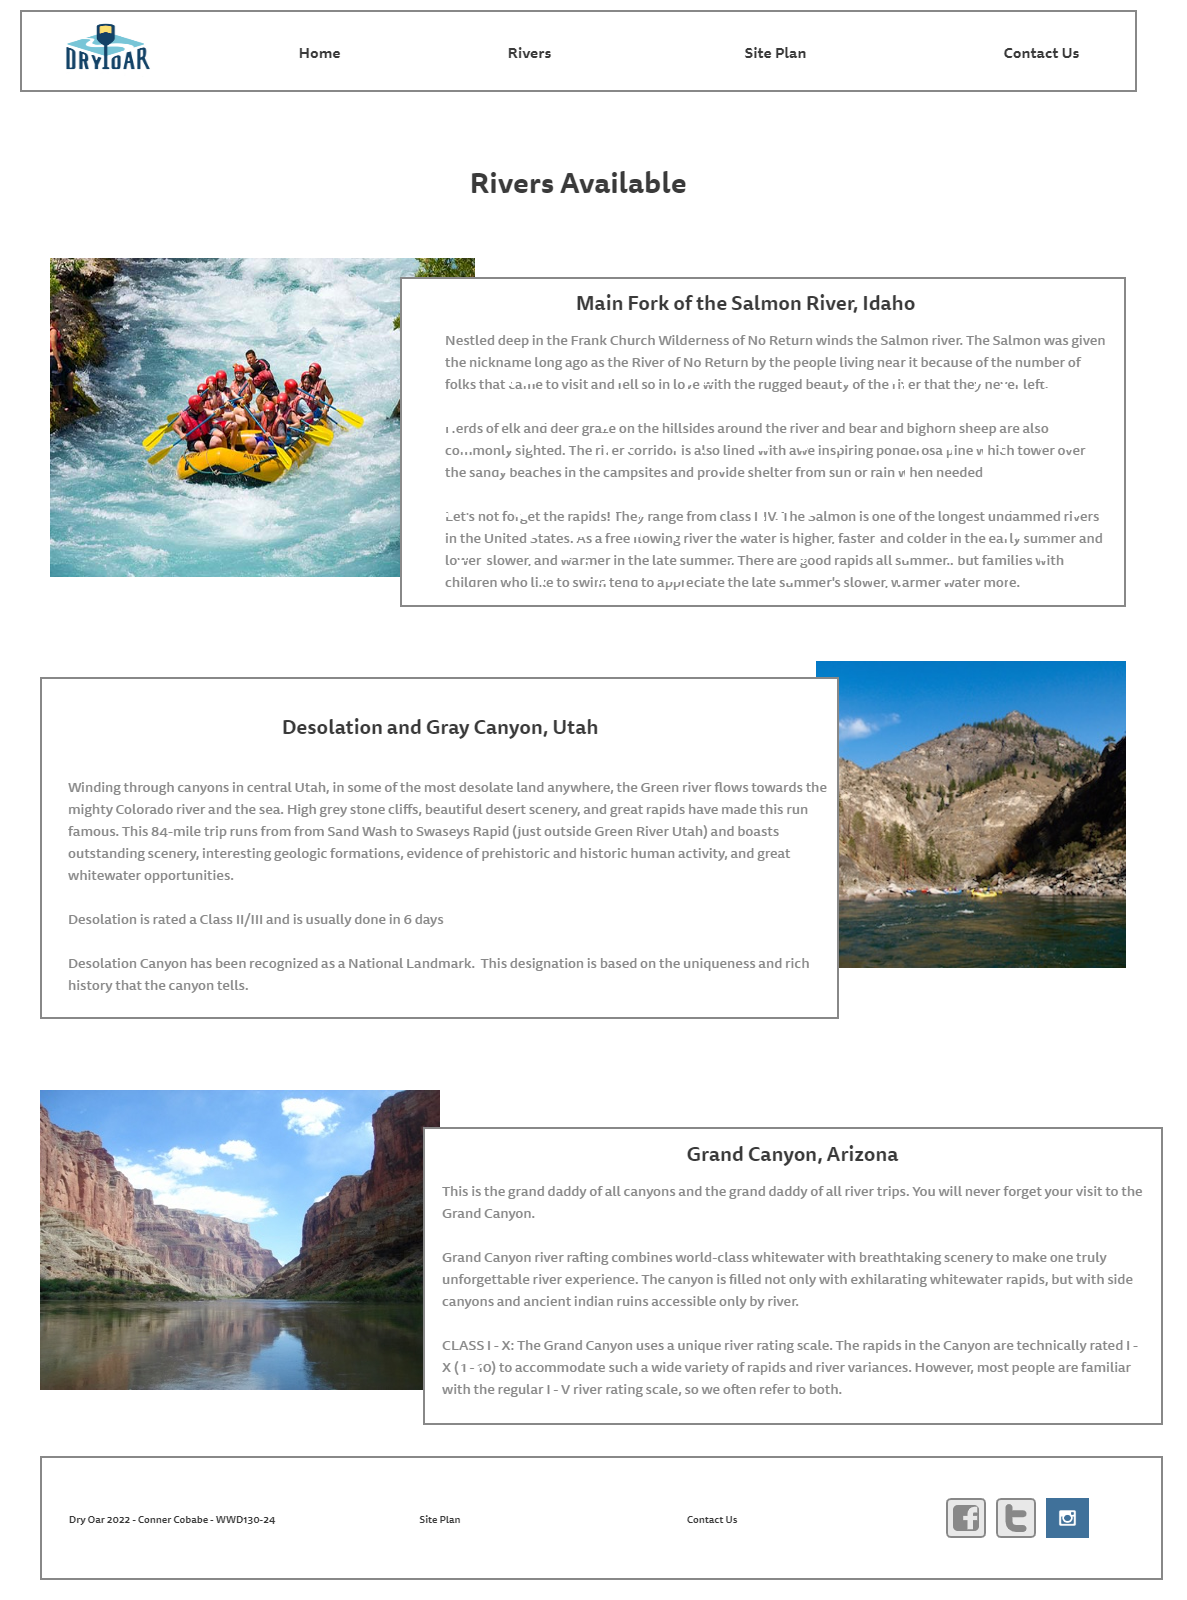 DRY OAR
Home
Rivers
Site Plan
Contact Us
Rivers Available
Main Fork of the Salmon River, Idaho
Nestled deep in the Frank Church Wilderness of No Return winds the Salmon river. The Salmon was given
the nickname long ago as the River of No Return by the people living near it because of the number of
folks that came to visit and fell so in love with the rugged beauty of the river that they never left.
Herds of elk and deer graze on the hillsides around the river and bear and bighorn sheep are also
commonly sighted. The river corridor is also lined with awe inspiring ponderosa pine which tower over
the sandy beaches in the campsites and provide shelter from sun or rain when needed
Let's not forget the rapids! They range from class I-IV. The Salmon is one of the longest undammed rivers
in the United States. As a free flowing river the water is higher, faster and colder in the early summer and
lower slower, and warmer in the late summer. There are good rapids all summer.. but families with
children who like to swim tend to appreciate the late summer's slower, warmer water more.
Desolation and Gray Canyon, Utah
Winding through canyons in central Utah, in some of the most desolate land anywhere, the Green river flows towards the
mighty Colorado river and the sea. High grey stone cliffs, beautiful desert scenery, and great rapids have made this run
famous. This 84-mile trip runs from from Sand Wash to Swaseys Rapid (just outside Green River Utah) and boasts
outstanding scenery, interesting geologic formations, evidence of prehistoric and historic human activity, and great
whitewater opportunities.
Desolation is rated a Class II/III and is usually done in 6 days
Desolation Canyon has been recognized as a National Landmark. This designation is based on the uniqueness and rich
history that the canyon tells.
Grand Canyon, Arizona
This is the grand daddy of all canyons and the grand daddy of all river trips. You will never forget your visit to the
Grand Canyon.
Grand Canyon river rafting combines world-class whitewater with breathtaking scenery to make one truly
unforgettable river experience. The canyon is filled not only with exhilarating whitewater rapids, but with side
canyons and ancient indian ruins accessible only by river.
CLASS I - X: The Grand Canyon uses a unique river rating scale. The rapids in the Canyon are technically rated I -
X (1 - 10) to accommodate such a wide variety of rapids and river variances. However, most people are familiar
with the regular I - V river rating scale, so we often refer to both.
Dry Oar 2022 - Conner Cobabe - WWD130-24
Site Plan
Contact Us